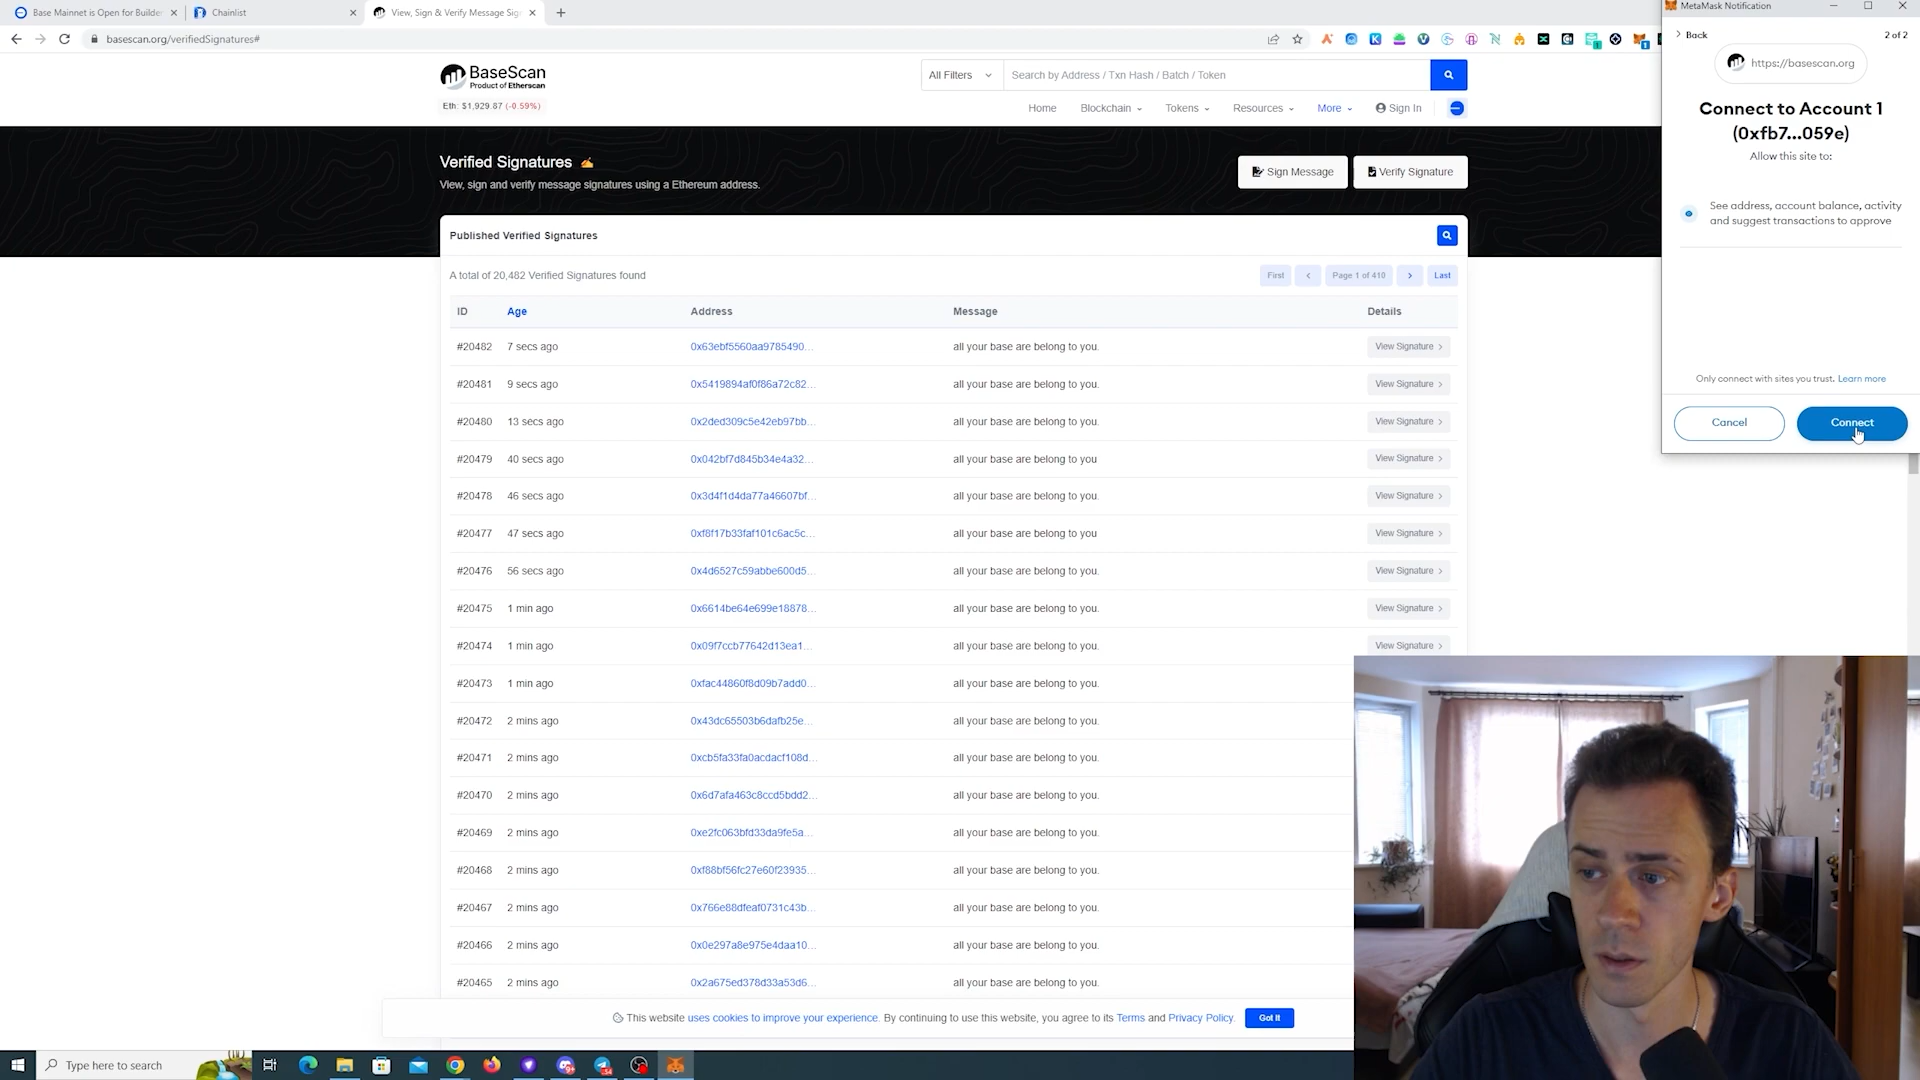 Base Mainnet is Open for Builde
Chainlist
View, Sign & Verify Message Sig
basescan.org/verifiedSignatures#
BaseScan
Product of Etherscan
Eth: $1,929.87 (-0.59%)
All Filters
Search by Address / Txn Hash / Batch / Token
Home
Blockchain
Tokens
Resources
More
Sign In
Verified Signatures
View, sign and verify message signatures using a Ethereum address.
Sign Message
Verify Signature
Published Verified Signatures
A total of 20,482 Verified Signatures found
First
Page 1 of 410
Last
ID Age Address Message Details
#20482 7 secs ago 0x63ebf5560aa9785490... all your base are belong to you. View Signature
#20481 9 secs ago 0x5419894af0f86a72c82... all your base are belong to you. View Signature
#20480 13 secs ago 0x2ded309c5e42eb97bb... all your base are belong to you. View Signature
#20479 40 secs ago 0x042bf7d845b34e4a32... all your base are belong to you View Signature
#20478 46 secs ago 0x3d4f1d4da77a46607bf... all your base are belong to you. View Signature
#20477 47 secs ago 0xf8f17b33faf101c6ac5c... all your base are belong to you View Signature
#20476 56 secs ago 0x4d6527c59abbe600d5... all your base are belong to you. View Signature
#20475 1 min ago 0x6614be64e699e18878... all your base are belong to you. View Signature
#20474 1 min ago 0x09f7ccb77642d13ea1... all your base are belong to you. View Signature
#20473 1 min ago 0xfac44860f8d09b7add0... all your base are belong to you.
#20472 2 mins ago 0x43dc65503b6dafb25e... all your base are belong to you.
#20471 2 mins ago 0xcb5fa33fa0acdacf108d... all your base are belong to you.
#20470 2 mins ago 0x6d7afa463c8ccd5bdd2... all your base are belong to you.
#20469 2 mins ago 0xe2fc063bfd33da9fe5a... all your base are belong to you.
#20468 2 mins ago 0xf88bf56fc27e60f23935... all your base are belong to you.
#20467 2 mins ago 0x766e88dfeaf0731c43b... all your base are belong to you.
#20466 2 mins ago 0x0e297a8e975e4daa10... all your base are belong to you.
#20465 2 mins ago 0x2a675ed378d33a53d6... all your base are belong to you.
This website uses cookies to improve your experience. By continuing to use this website, you agree to its Terms and Privacy Policy.
Got It
MetaMask Notification
Back
2 of 2
https://basescan.org
Connect to Account 1
(0xfb7...059e)
Allow this site to:
See address, account balance, activity
and suggest transactions to approve
Only connect with sites you trust. Learn more
Cancel
Connect
Type here to search